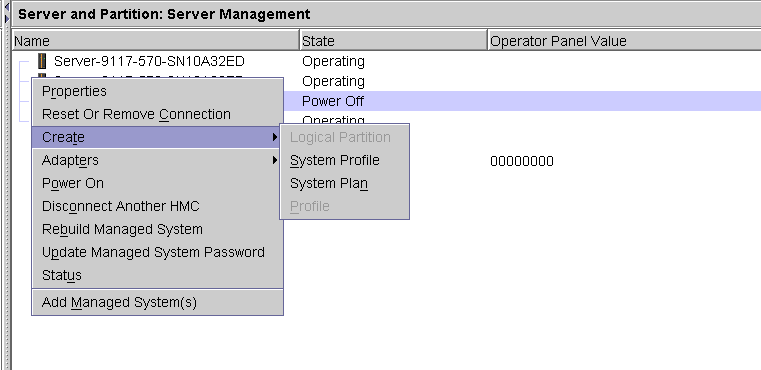 Server and Partition: Server Management
Name State Operator Panel Value
Server-9117-570-SN10A32ED Operating
Operating
Properties
Power Off
Reset Or Remove Connection
Operating
Create
Logical Partition
Adapters
System Profile
00000000
Power On
System Plan
Disconnect Another HMC
Profile
Rebuild Managed System
Update Managed System Password
Status
Add Managed System(s)